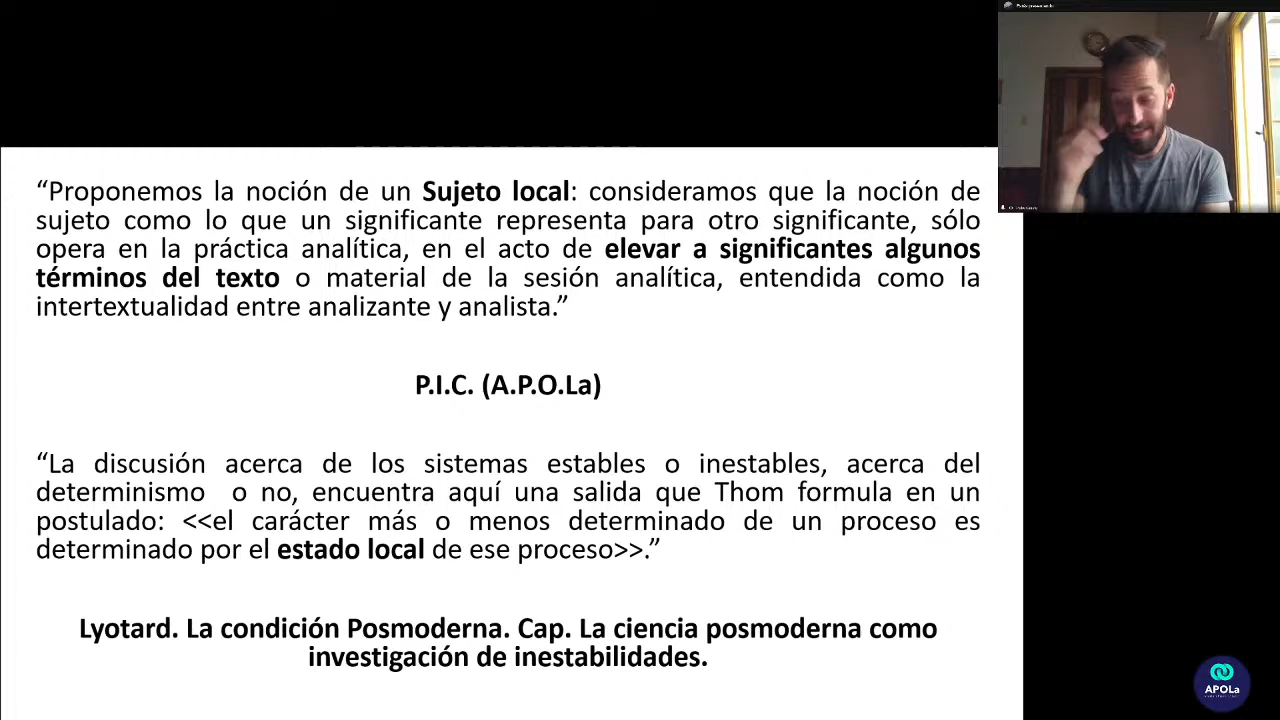 “Proponemos la noción de un Sujeto local: consideramos que la noción de
sujeto como lo que un significante representa para otro significante, sólo
opera en la práctica analítica, en el acto de elevar a significantes algunos
términos del texto o material de la sesión analítica, entendida como la
intertextualidad entre analizante y analista.”
P.I.C. (A.P.O.La)
“La discusión acerca de los sistemas estables o inestables, acerca del
determinismo o no, encuentra aquí una salida que Thom formula en un
postulado: <<el carácter más o menos determinado de un proceso es
determinado por el estado local de ese proceso>>.”
Lyotard. La condición Posmoderna. Cap. La ciencia posmoderna como
investigación de inestabilidades.
APOLa